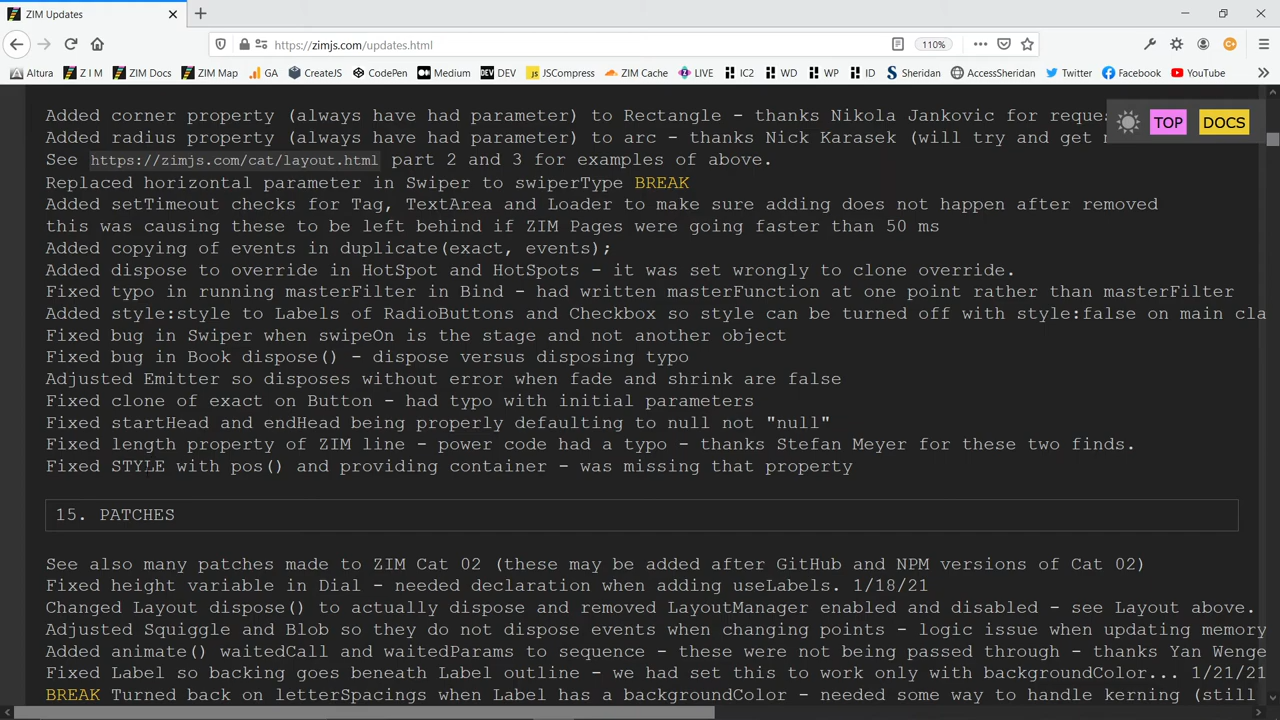 ZIM Updates
https://zimjs.com/updates.html
110%
Altura
Z I M
ZIM Docs
ZIM Map
GA
CreateJS
CodePen
Medium
DEV
JSCompress
ZIM Cache
LIVE
IC2
WD
WP
ID
Sheridan
AccessSheridan
Twitter
Facebook
YouTube
TOP
DOCS
Added corner property (always have had parameter) to Rectangle - thanks Nikola Jankovic for reques
Added radius property (always have had parameter) to arc - thanks Nick Karasek (will try and get
See https://zimjs.com/cat/layout.html part 2 and 3 for examples of above.
Replaced horizontal parameter in Swiper to swiperType BREAK
Added setTimeout checks for Tag, TextArea and Loader to make sure adding does not happen after removed
this was causing these to be left behind if ZIM Pages were going faster than 50 ms
Added copying of events in duplicate(exact, events);
Added dispose to override in HotSpot and HotSpots - it was set wrongly to clone override.
Fixed typo in running masterFilter in Bind - had written masterFunction at one point rather than masterFilter
Added style:style to Labels of RadioButtons and Checkbox so style can be turned off with style:false on main cla
Fixed bug in Swiper when swipeOn is the stage and not another object
Fixed bug in Book dispose() - dispose versus disposing typo
Adjusted Emitter so disposes without error when fade and shrink are false
Fixed clone of exact on Button - had typo with initial parameters
Fixed startHead and endHead being properly defaulting to null not "null"
Fixed length property of ZIM line - power code had a typo - thanks Stefan Meyer for these two finds.
Fixed STYLE with pos() and providing container - was missing that property
15. PATCHES
See also many patches made to ZIM Cat 02 (these may be added after GitHub and NPM versions of Cat 02)
Fixed height variable in Dial - needed declaration when adding useLabels. 1/18/21
Changed Layout dispose() to actually dispose and removed LayoutManager enabled and disabled - see Layout above.
Adjusted Squiggle and Blob so they do not dispose events when changing points - logic issue when updating memory
Added animate() waitedCall and waitedParams to sequence - these were not being passed through - thanks Yan Wenge
Fixed Label so backing goes beneath Label outline - we had set this to work only with backgroundColor... 1/21/21
BREAK Turned back on letterSpacings when Label has a backgroundColor - needed some way to handle kerning (still